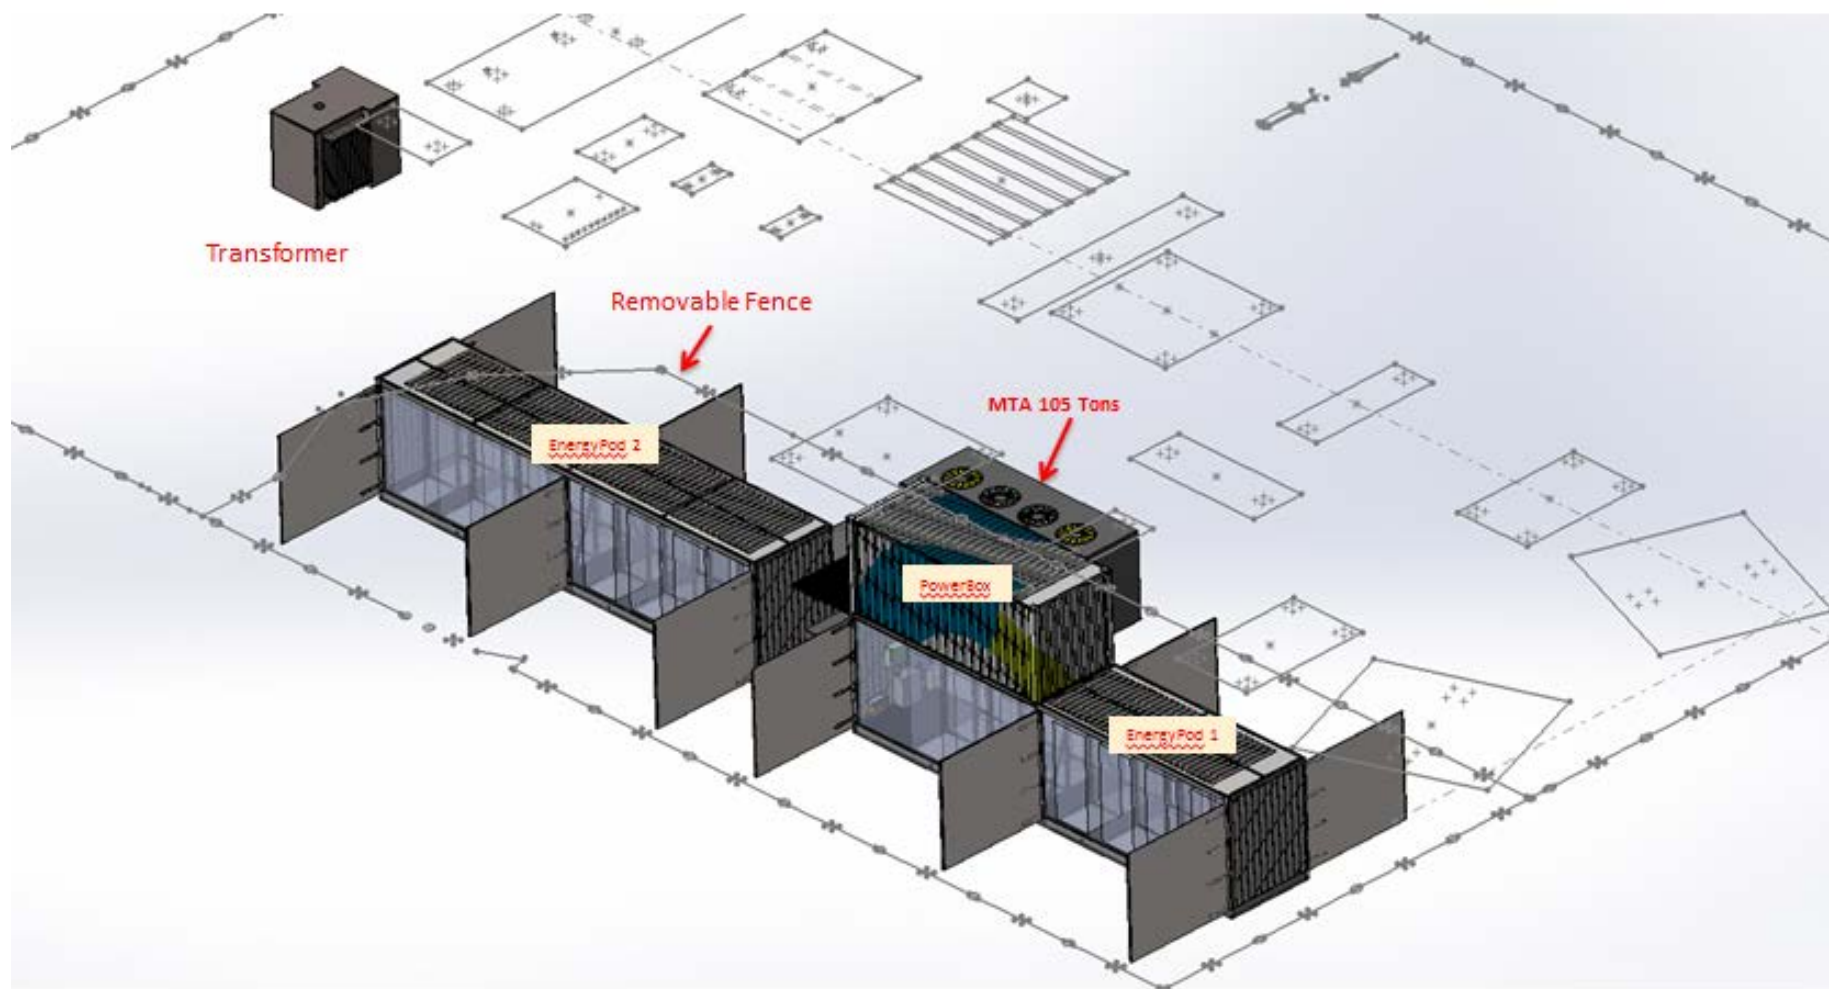 Transformer
Removable Fence
MTA 105 Tons
EnergyPod 2
PowerBox
EnergyPod 1